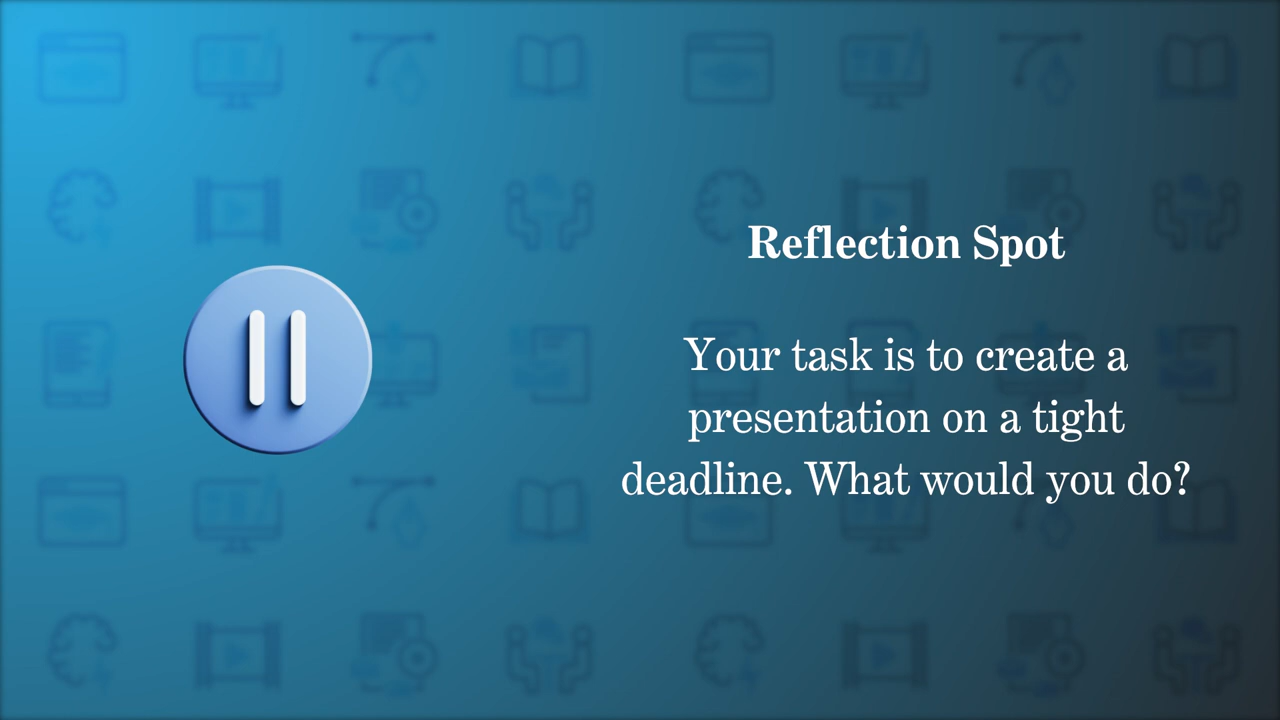 Reflection Spot
Your task is to create a
presentation on a tight
deadline. What would you do?